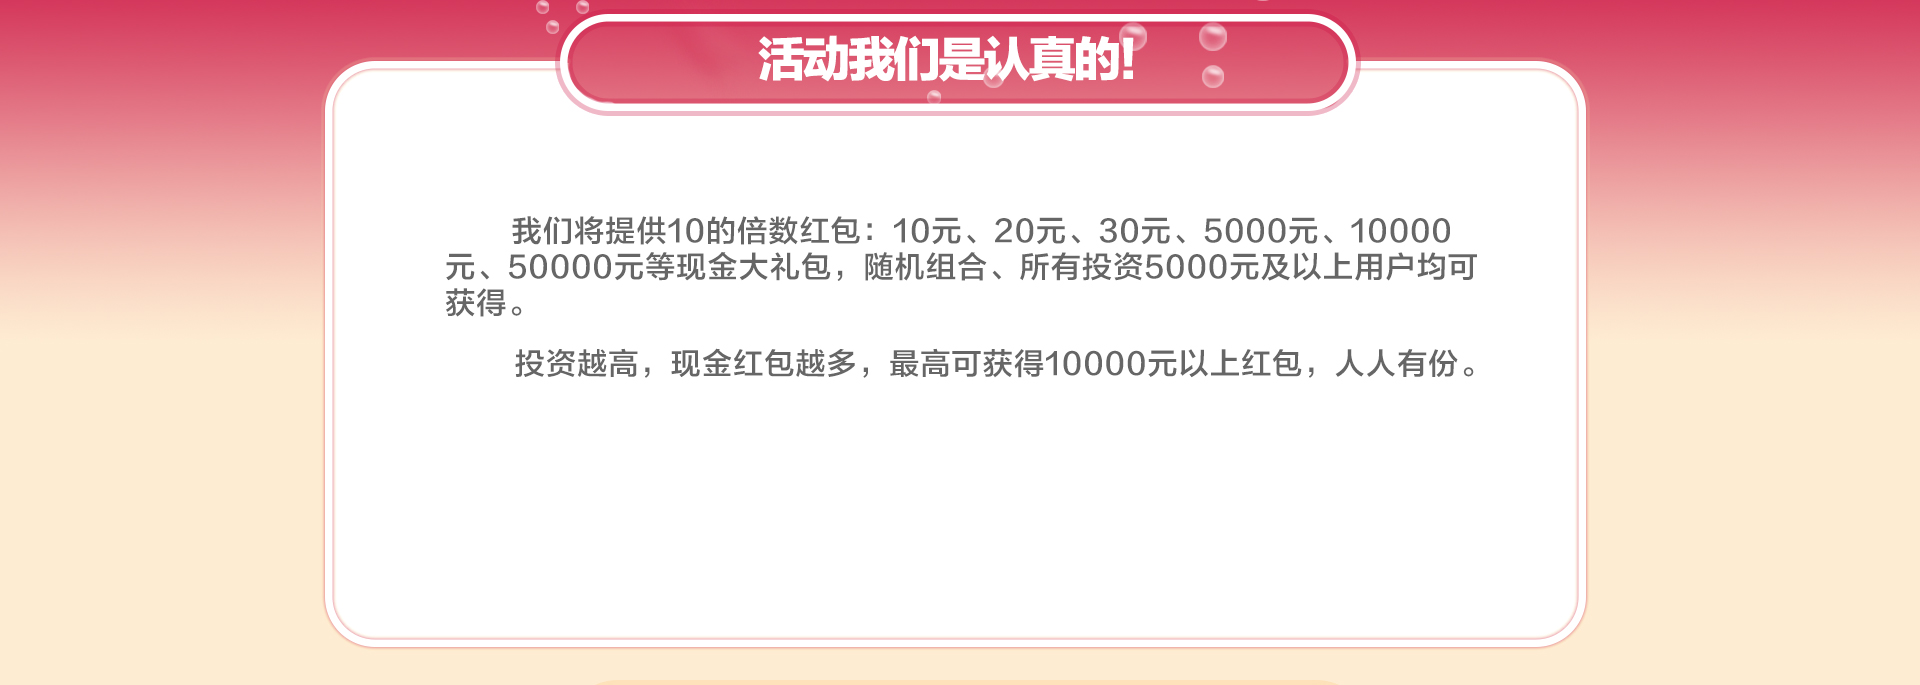 活动我们是认真的!
我们将提供10的倍数红包：10元、20元、30元、5000元、10000
元、50000元等现金大礼包，随机组合、所有投资5000元及以上用户均可
获得。
投资越高，现金红包越多，最高可获得10000元以上红包，人人有份。